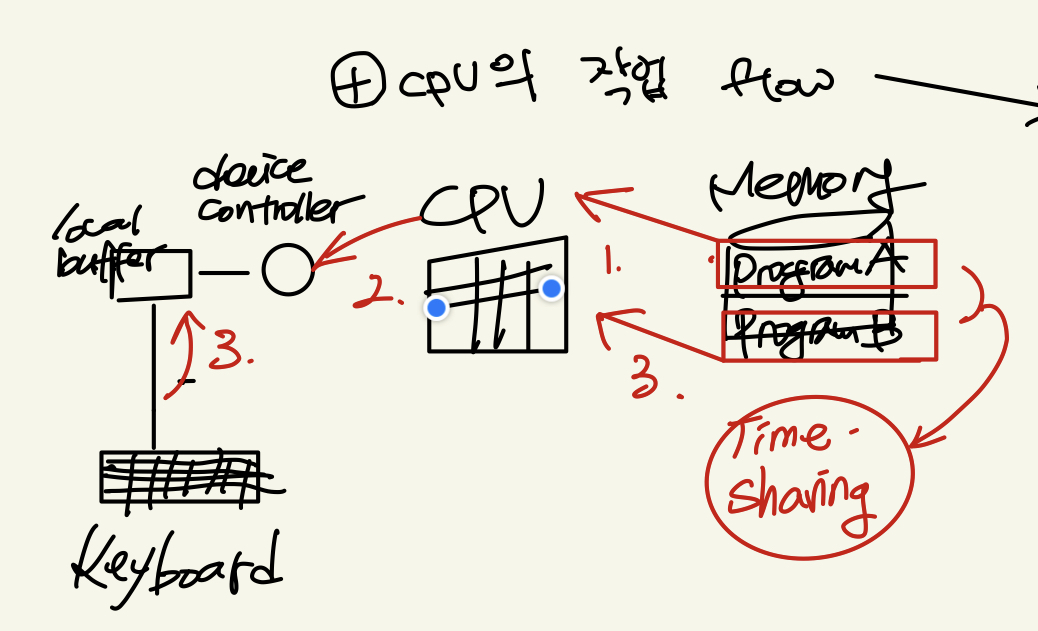 ⊕ CPU의 작업 flow
device
controller
local
buffer
CPU
Memory
1.
Program A
2.
3.
Program B
3.
Time-
sharing
Keyboard